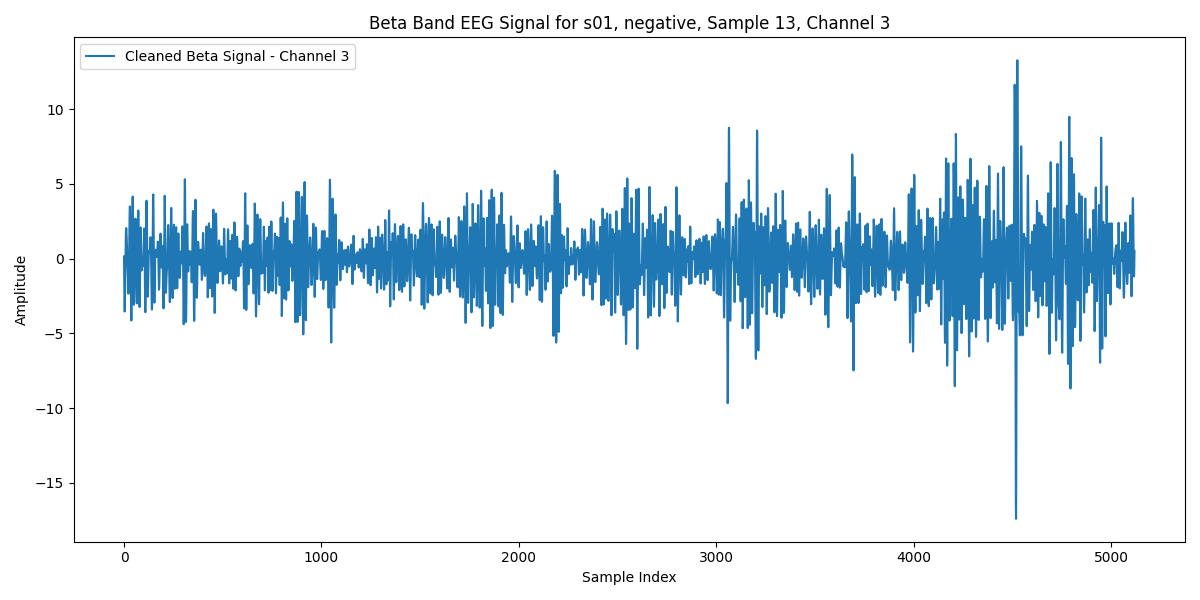 Beta Band EEG Signal for s01, negative, Sample 13, Channel 3
Cleaned Beta Signal - Channel 3
Amplitude
10
5
0
−5
−10
−15
0 1000 2000 3000 4000 5000
Sample Index